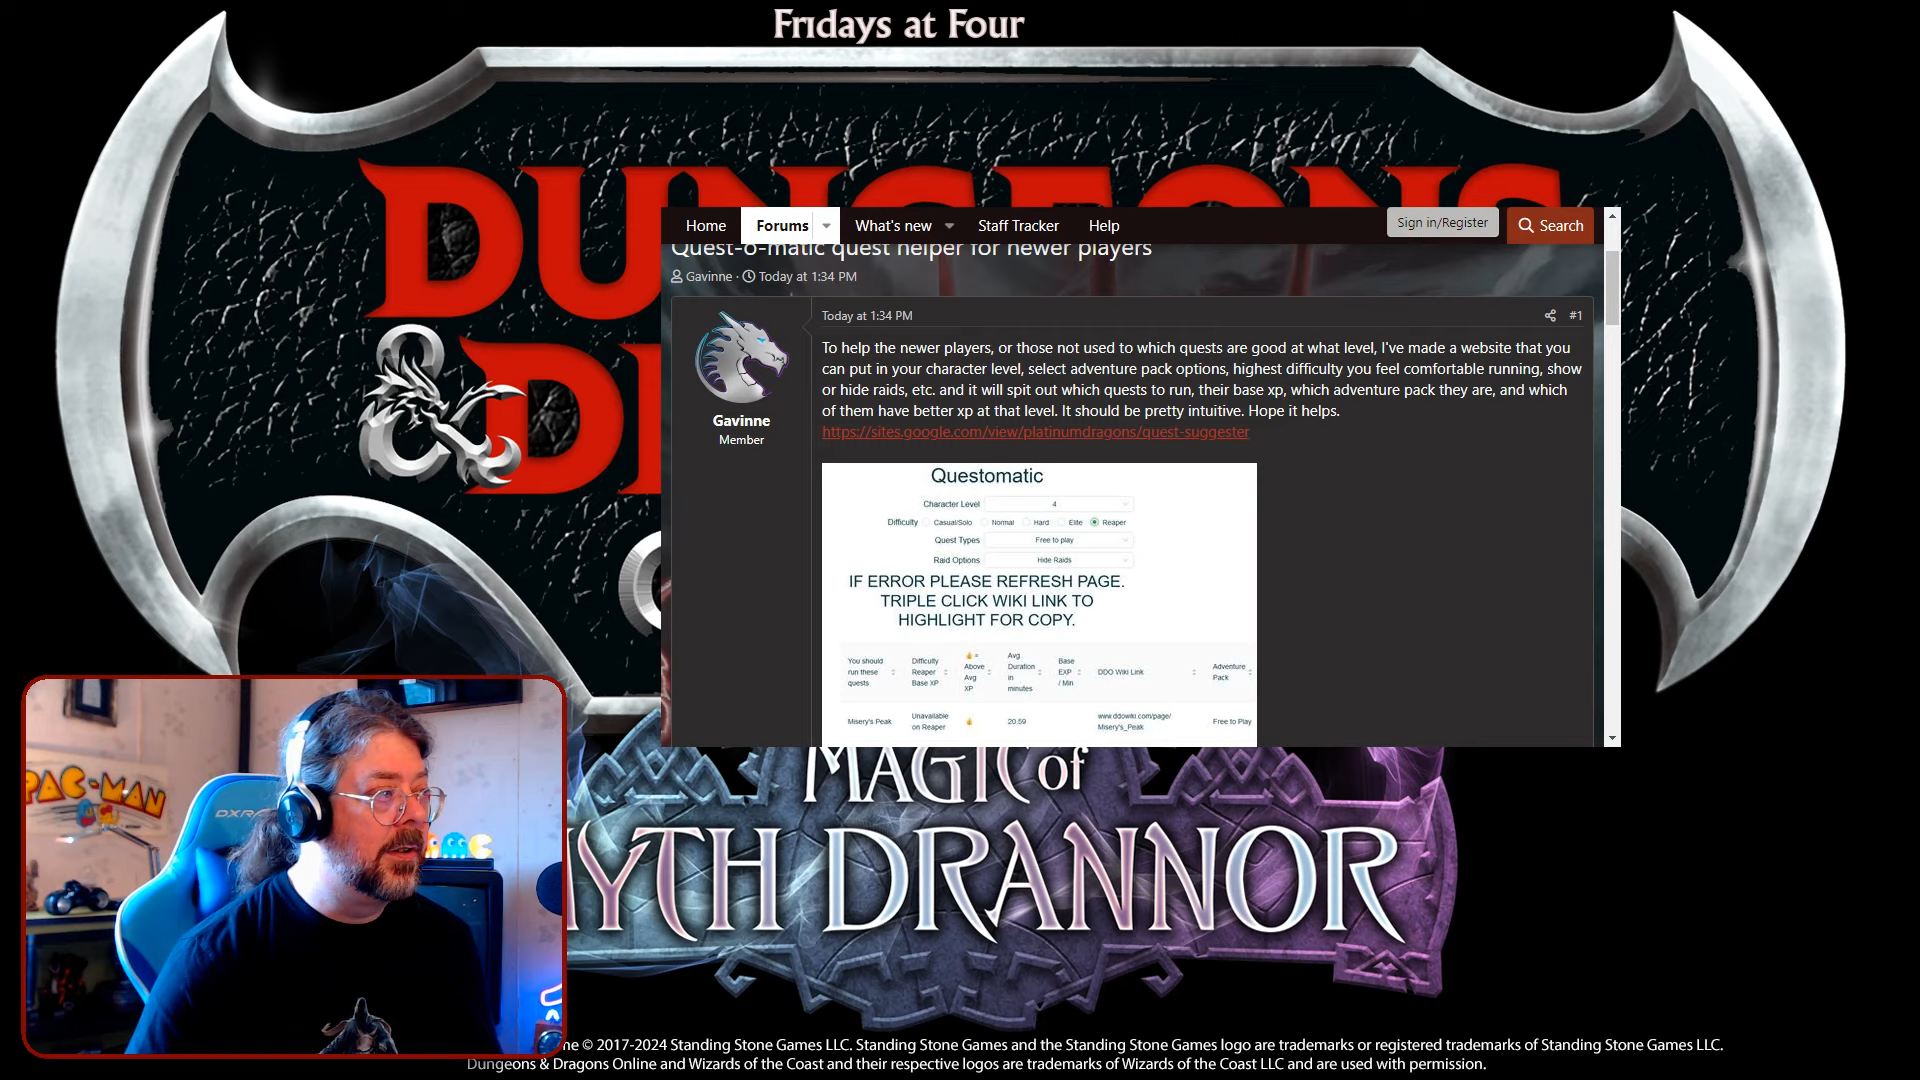 Fridays at Four
DUNGEONS
Home
Forums
What's new
Staff Tracker
Help
Sign in/Register
Search
Quest-o-matic quest helper for newer players
Gavinne · Today at 1:34 PM
Gavinne
Member
Today at 1:34 PM
#1
To help the newer players, or those not used to which quests are good at what level, I've made a website that you
can put in your character level, select adventure pack options, highest difficulty you feel comfortable running, show
or hide raids, etc. and it will spit out which quests to run, their base xp, which adventure pack they are, and which
of them have better xp at that level. It should be pretty intuitive. Hope it helps.
https://sites.google.com/view/platinumdragons/quest-suggester
Questomatic
Character Level 4
Difficulty Casual/Solo Normal Hard Elite Reaper
Quest Types Free to play
Raid Options Hide Raids
IF ERROR PLEASE REFRESH PAGE.
TRIPLE CLICK WIKI LINK TO
HIGHLIGHT FOR COPY.
You should
run these
quests
Difficulty
Reaper
Base XP
=
Above
Avg
XP
Avg
Duration
in
minutes
Base
EXP
/ Min
DDO Wiki Link
Adventure
Pack
Misery's Peak
Unavailable
on Reaper
20.59
www.ddowiki.com/page/
Misery's_Peak
Free to Play
PAC-MAN
MAGIC of
MYTH DRANNOR
© 2017-2024 Standing Stone Games LLC. Standing Stone Games and the Standing Stone Games logo are trademarks or registered trademarks of Standing Stone Games LLC.
Dungeons & Dragons Online and Wizards of the Coast and their respective logos are trademarks of Wizards of the Coast LLC and are used with permission.